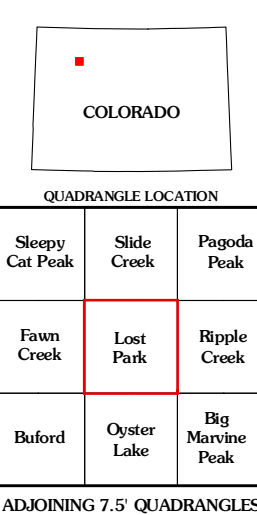 COLORADO
QUADRANGLE LOCATION
Sleepy
Cat Peak
Slide
Creek
Pagoda
Peak
Fawn
Creek
Lost
Park
Ripple
Creek
Buford
Oyster
Lake
Big
Marvine
Peak
ADJOINING 7.5' QUADRANGLES